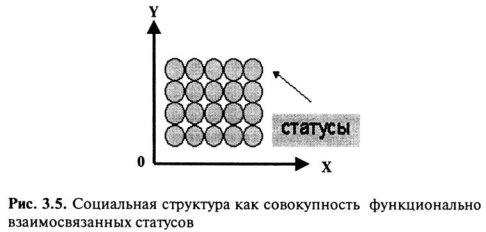 Y
статусы
0
X
Рис. 3.5. Социальная структура как совокупность функционально
взаимосвязанных статусов